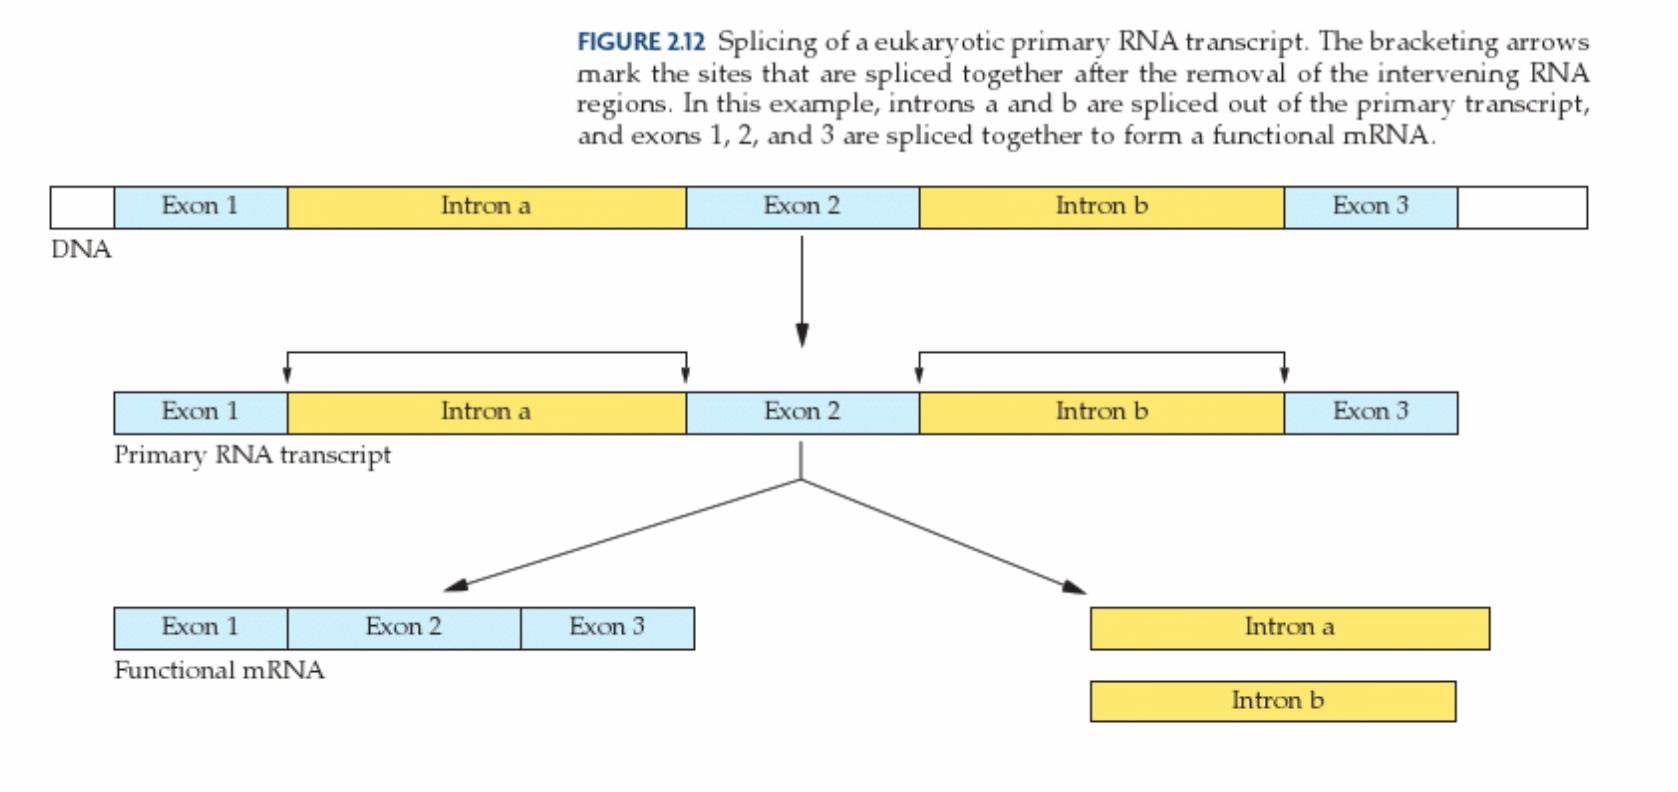 FIGURE 2.12 Splicing of a eukaryotic primary RNA transcript. The bracketing arrows
mark the sites that are spliced together after the removal of the intervening RNA
regions. In this example, introns a and b are spliced out of the primary transcript,
and exons 1, 2, and 3 are spliced together to form a functional mRNA.
Exon 1 Intron a Exon 2 Intron b Exon 3
DNA
Exon 1 Intron a Exon 2 Intron b Exon 3
Primary RNA transcript
Exon 1 Exon 2 Exon 3 Intron a
Functional mRNA
Intron b